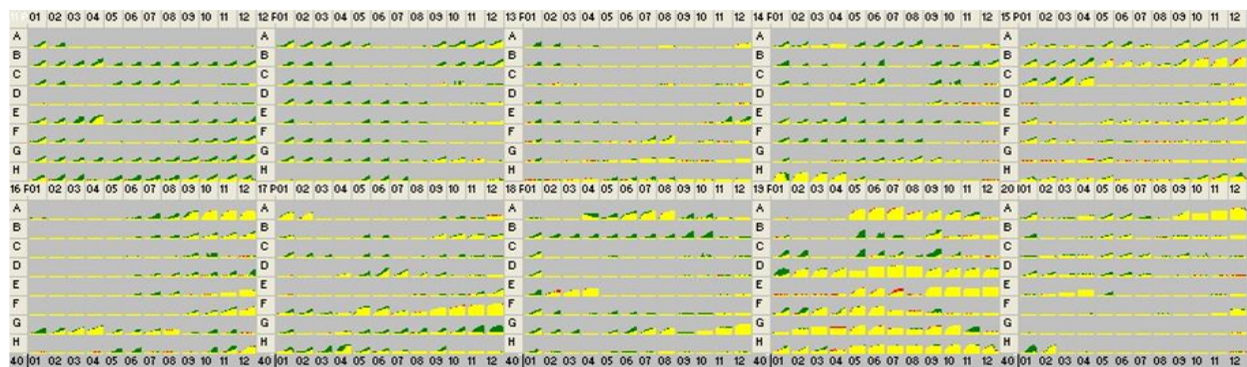 01 02 03 04 05 06 07 08 09 10 11 12 12 P01 02 03 04 05 06 07 08 09 10 11 12 13 P01 02 03 04 05 06 07 08 09 10 11 12 14 P01 02 03 04 05 06 07 08 09 10 11 12 15 P01 02 03 04 05 06 07 08 09 10 11 12
A A A A A
B B B B B
C C C C C
D D D D D
E E E E E
F F F F F
G G G G G
H H H H H
16 P01 02 03 04 05 06 07 08 09 10 11 12 17 P01 02 03 04 05 06 07 08 09 10 11 12 18 P01 02 03 04 05 06 07 08 09 10 11 12 19 P01 02 03 04 05 06 07 08 09 10 11 12 20 01 02 03 04 05 06 07 08 09 10 11 12
A A A A A
B B B B B
C C C C C
D D D D D
E E E E E
F F F F F
G G G G G
H H H H H
40 01 02 03 04 05 06 07 08 09 10 11 12 40 01 02 03 04 05 06 07 08 09 10 11 12 40 01 02 03 04 05 06 07 08 09 10 11 12 40 01 02 03 04 05 06 07 08 09 10 11 12 40 01 02 03 04 05 06 07 08 09 10 11 12